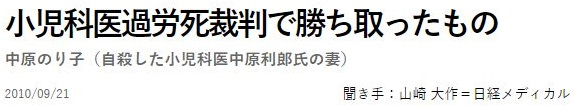 小児科医過労死裁判で勝ち取ったもの
中原のり子（自殺した小児科医中原利郎氏の妻）
2010/09/21 聞き手：山崎 大作＝日経メディカル